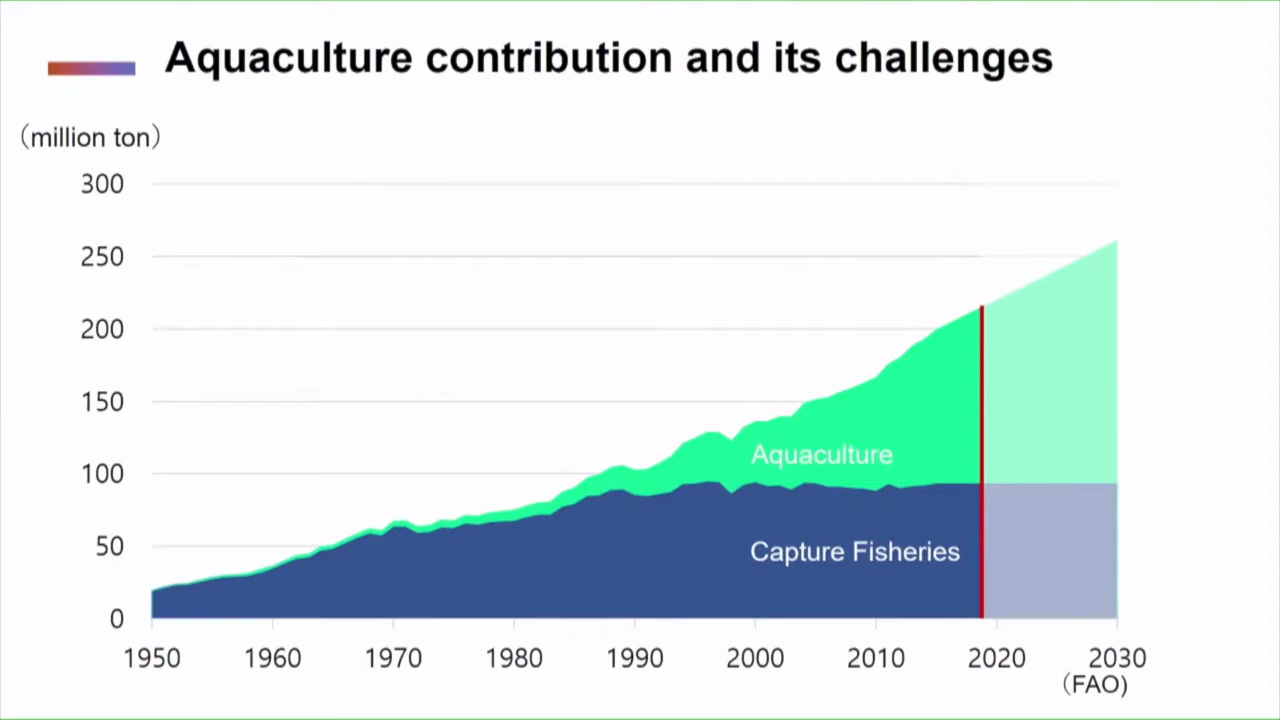 Aquaculture contribution and its challenges
（million ton）
300
250
200
150
100
50
0
Aquaculture
Capture Fisheries
1950 1960 1970 1980 1990 2000 2010 2020 2030
（FAO）